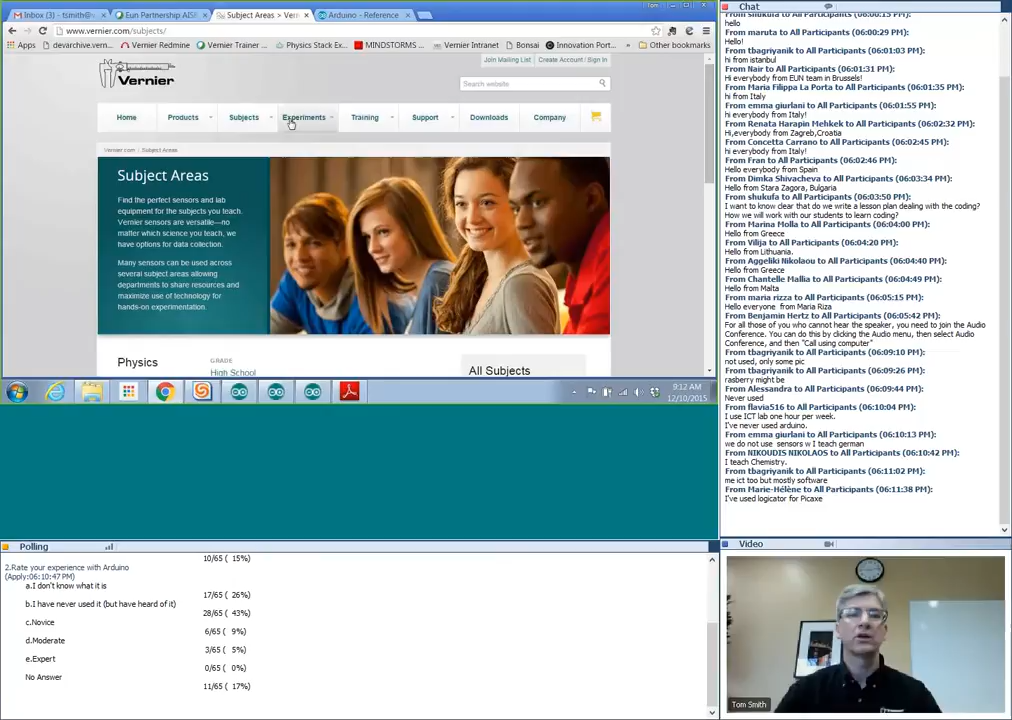 Inbox (3) - tsmith@v
Eun Partnership AISB
Subject Areas > Vern
Arduino - Reference
www.vernier.com/subjects/
Apps
devarchive.vern...
Vernier Redmine
Vernier Trainer ...
Physics Stack Ex...
MINDSTORMS
Vernier Intranet
Bonsai
Innovation Port...
Other bookmarks
Join Mailing List
Create Account / Sign In
Vernier
Search website
Home
Products
Subjects
Experiments
Training
Support
Downloads
Company
Vernier.com
Subject Areas
Subject Areas
Find the perfect sensors and lab
equipment for the subjects you teach.
Vernier sensors are versatile—no
matter which science you teach, we
have options for data collection.
Many sensors can be used across
several subject areas allowing
departments to share resources and
maximize use of technology for
hands-on experimentation.
Physics
GRADE
High School
All Subjects
9:12 AM
12/10/2015
Polling
10/65 ( 15%)
2.Rate your experience with Arduino
(Apply:06:10:47 PM)
a.I don't know what it is
17/65 ( 26%)
b.I have never used it (but have heard of it)
28/65 ( 43%)
c.Novice
6/65 ( 9%)
d.Moderate
3/65 ( 5%)
e.Expert
0/65 ( 0%)
No Answer
11/65 ( 17%)
Chat
From shukufa to All Participants (06:00:15 PM):
hello
From maruta to All Participants (06:00:29 PM):
Hello!
From tbagriyanik to All Participants (06:01:03 PM):
hi from istanbul
From Nair to All Participants (06:01:31 PM):
Hi everybody from EUN team in Brussels!
From Maria Filippa La Porta to All Participants (06:01:35 PM):
hi from Italy
From emma giurlani to All Participants (06:01:55 PM):
hi everybody from Italy!
From Renata Harapin Mehkek to All Participants (06:02:32 PM):
Hi,everybody from Zagreb,Croatia
From Concetta Carrano to All Participants (06:02:45 PM):
hi everybody from Italy!
From Fran to All Participants (06:02:46 PM):
Hello everybody from Spain
From Dimka Shivacheva to All Participants (06:03:34 PM):
Hello from Stara Zagora, Bulgaria
From shukufa to All Participants (06:03:50 PM):
I want to know clear that do we write a lesson plan dealing with the coding?
How we will work with our students to learn coding?
From Marina Molla to All Participants (06:04:00 PM):
Hello from Greece
From Vilija to All Participants (06:04:20 PM):
Hello from Lithuania.
From Aggeliki Nikolaou to All Participants (06:04:40 PM):
Hello from Greece
From Chantelle Mallia to All Participants (06:04:49 PM):
Hello from Malta
From maria rizza to All Participants (06:05:15 PM):
Hello everyone from Maria Riza
From Benjamin Hertz to All Participants (06:05:42 PM):
For all those of you who cannot hear the speaker, you need to join the Audio
Conference. You can do this by clicking the Audio menu, then select Audio
Conference, and then "Call using computer"
From tbagriyanik to All Participants (06:09:10 PM):
not used, only some pic
From tbagriyanik to All Participants (06:09:26 PM):
rasberry might be
From Alessandra to All Participants (06:09:44 PM):
Never used
From flavia516 to All Participants (06:10:04 PM):
I use ICT lab one hour per week.
I've never used arduino.
From emma giurlani to All Participants (06:10:13 PM):
we do not use sensors w I teach german
From NIKOUDIS NIKOLAOS to All Participants (06:10:42 PM):
I teach Chemistry.
From tbagriyanik to All Participants (06:11:02 PM):
me ict too but mostly software
From Marie-Hélène to All Participants (06:11:38 PM):
I've used logicator for Picaxe
Video
Tom Smith